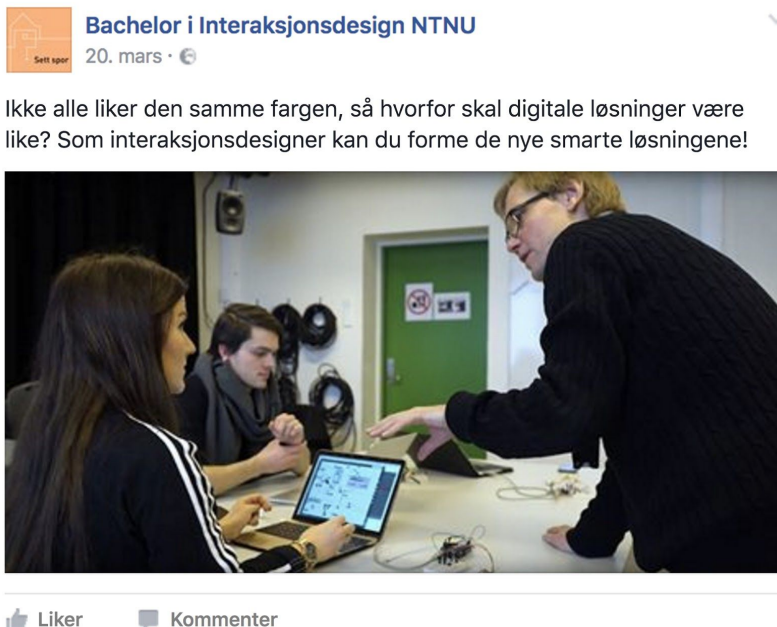 Sett spor
Bachelor i Interaksjonsdesign NTNU
20. mars ·
Ikke alle liker den samme fargen, så hvorfor skal digitale løsninger være
like? Som interaksjonsdesigner kan du forme de nye smarte løsningene!
Liker
Kommenter